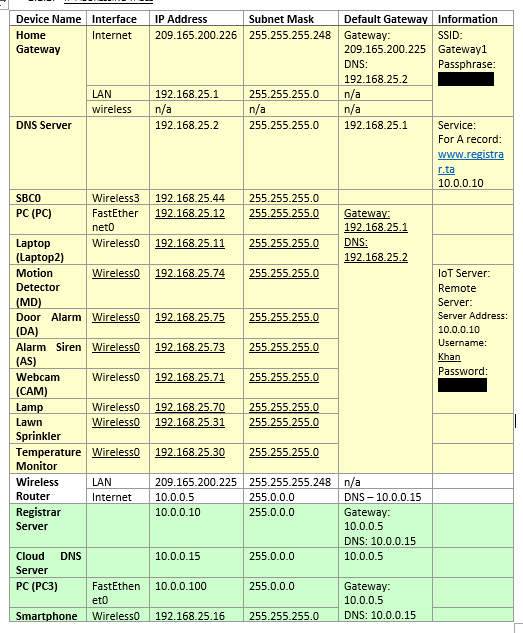 Device Name Interface IP Address Subnet Mask Default Gateway Information
Home Internet 209.165.200.226 255.255.255.248 Gateway: SSID:
Gateway 209.165.200.225 Gateway1
DNS: Passphrase:
192.168.25.2
LAN 192.168.25.1 255.255.255.0 n/a
wireless n/a n/a n/a
DNS Server 192.168.25.2 255.255.255.0 192.168.25.1 Service:
For A record:
www.registra
r.ta
10.0.0.10
SBC0 Wireless3 192.168.25.44 255.255.255.0
PC (PC) FastEther 192.168.25.12 255.255.255.0 Gateway:
net0 192.168.25.1
Laptop Wireless0 192.168.25.11 255.255.255.0 DNS:
(Laptop2) 192.168.25.2
Motion Wireless0 192.168.25.74 255.255.255.0 IoT Server:
Detector Remote
(MD) Server:
Door Alarm Wireless0 192.168.25.75 255.255.255.0 Server Address:
(DA) 10.0.0.10
Alarm Siren Wireless0 192.168.25.73 255.255.255.0 Username:
(AS) Khan
Webcam Wireless0 192.168.25.71 255.255.255.0 Password:
(CAM)
Lamp Wireless0 192.168.25.70 255.255.255.0
Lawn Wireless0 192.168.25.31 255.255.255.0
Sprinkler
Temperature Wireless0 192.168.25.30 255.255.255.0
Monitor
Wireless LAN 209.165.200.225 255.255.255.248 n/a
Router Internet 10.0.0.5 255.0.0.0 DNS – 10.0.0.15
Registrar 10.0.0.10 255.0.0.0 Gateway:
Server 10.0.0.5
DNS: 10.0.0.15
Cloud DNS 10.0.0.15 255.0.0.0 10.0.0.5
Server
PC (PC3) FastEthen 10.0.0.100 255.0.0.0 Gateway:
et0 10.0.0.5
Smartphone Wireless0 192.168.25.16 255.255.255.0 DNS: 10.0.0.15